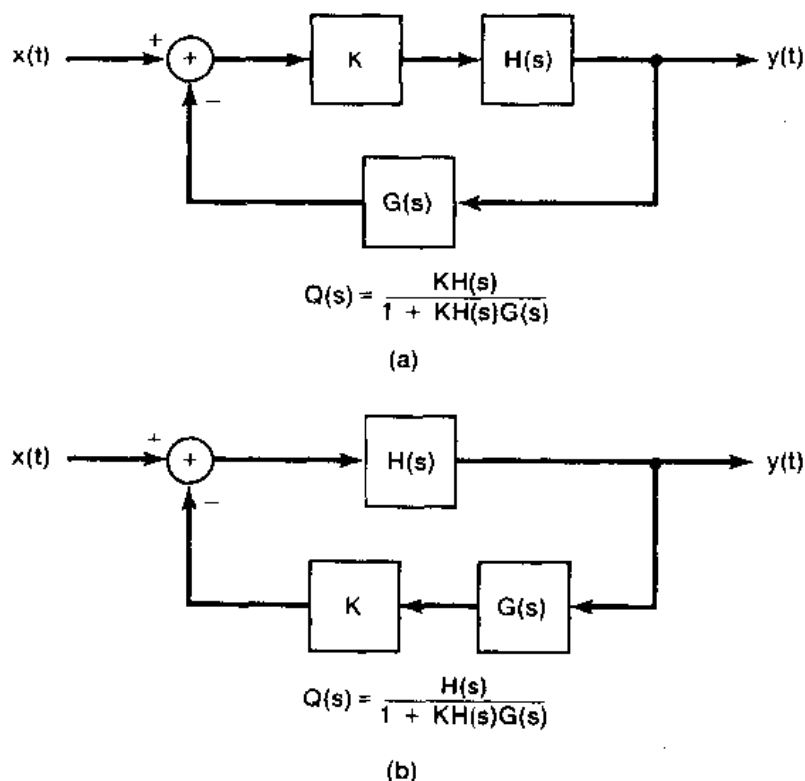 x(t) + + K H(s) y(t)
−
G(s)
Q(s) = KH(s) / 1 + KH(s)G(s)
(a)
x(t) + + H(s) y(t)
−
K G(s)
Q(s) = H(s) / 1 + KH(s)G(s)
(b)